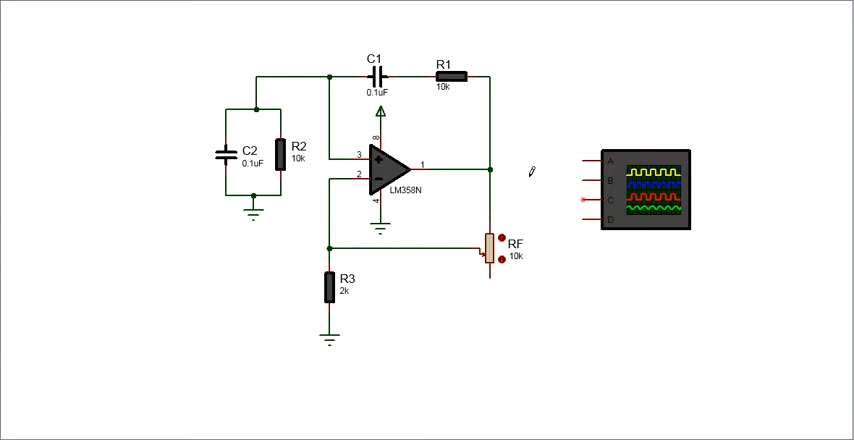 C1
0.1uF
R1
10k
C2
0.1uF
R2
10k
8
3
2
1
4
LM358N
A
B
C
D
RF
10k
R3
2k